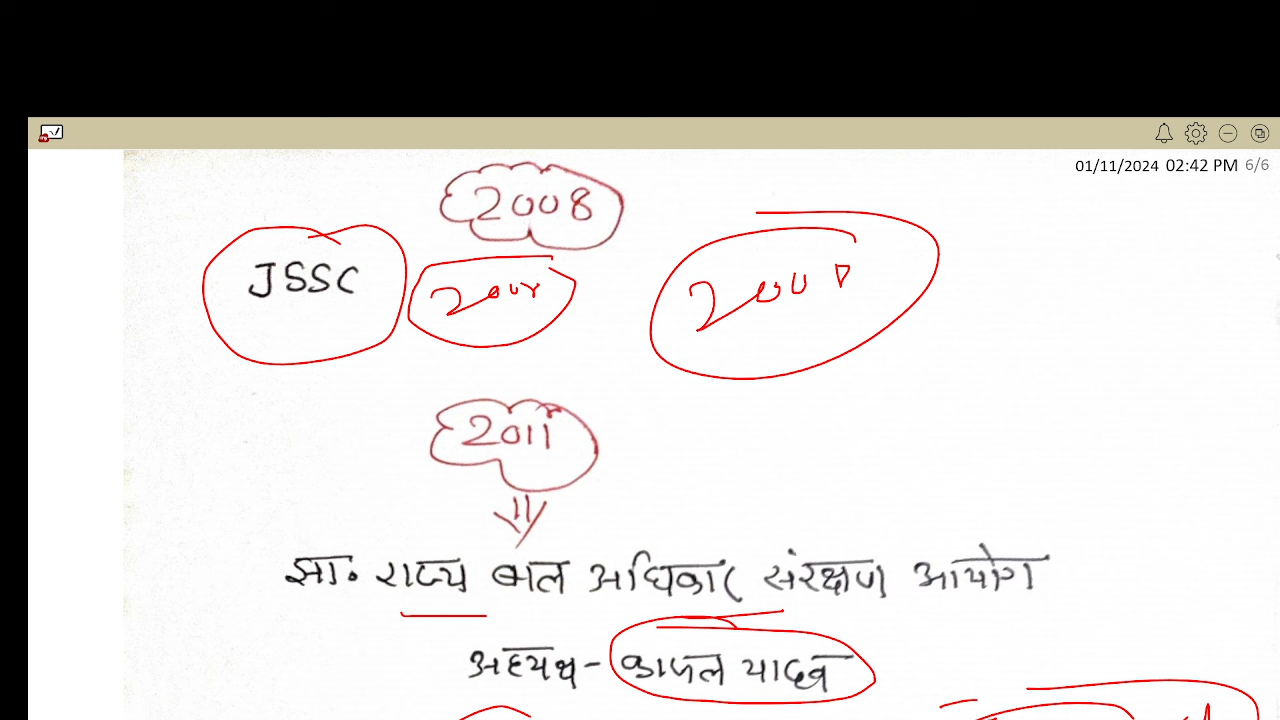 01/11/2024 02:42 PM 6/6
2008
JSSC
2011
झा. राज्य बाल अधिकार संरक्षण आयोग
अध्यक्ष - काजल यादव